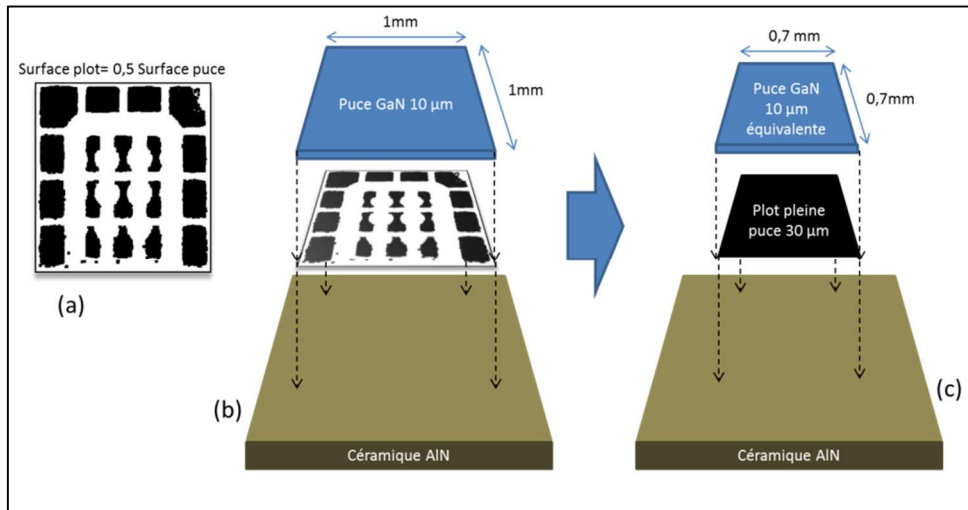 Surface plot= 0,5 Surface puce
(a)
1mm
1mm
Puce GaN 10 µm
(b)
Céramique AlN
0,7 mm
0,7mm
Puce GaN
10 µm
équivalente
Plot pleine
puce 30 µm
(c)
Céramique AlN